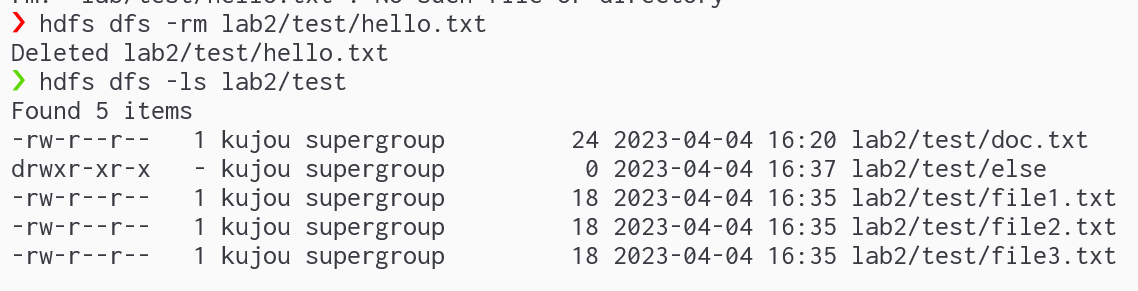 ❯ hdfs dfs -rm lab2/test/hello.txt
Deleted lab2/test/hello.txt
❯ hdfs dfs -ls lab2/test
Found 5 items
-rw-r--r--   1 kujou supergroup         24 2023-04-04 16:20 lab2/test/doc.txt
drwxr-xr-x   - kujou supergroup          0 2023-04-04 16:37 lab2/test/else
-rw-r--r--   1 kujou supergroup         18 2023-04-04 16:35 lab2/test/file1.txt
-rw-r--r--   1 kujou supergroup         18 2023-04-04 16:35 lab2/test/file2.txt
-rw-r--r--   1 kujou supergroup         18 2023-04-04 16:35 lab2/test/file3.txt